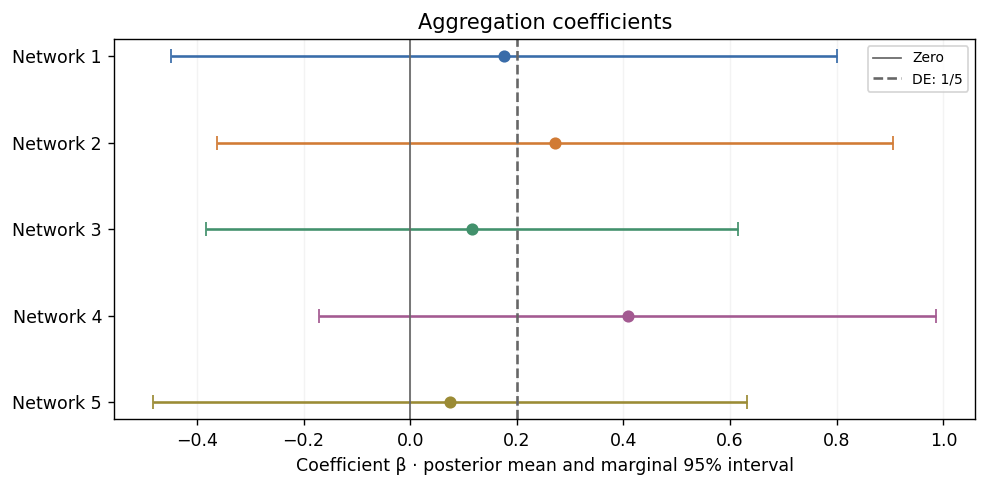 Aggregation coefficients
Network 1
Network 2
Network 3
Network 4
Network 5
Zero
DE: 1/5
−0.4
−0.2
0.0
0.2
0.4
0.6
0.8
1.0
Coefficient β · posterior mean and marginal 95% interval